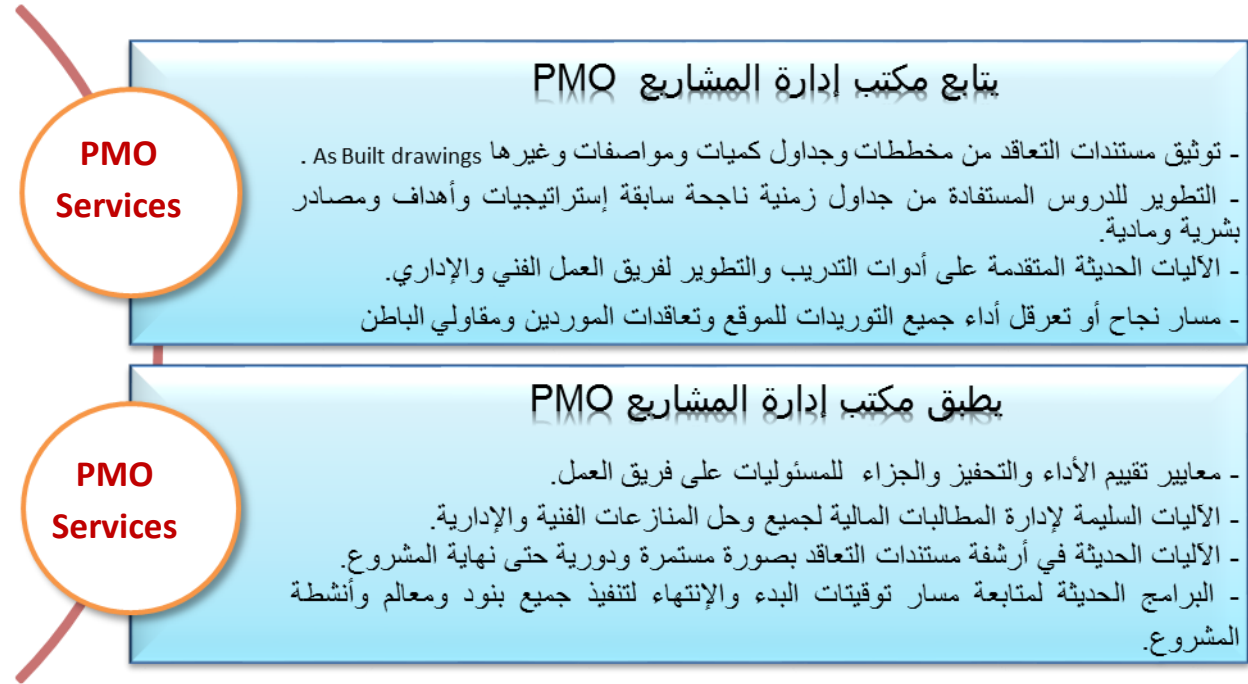 PMO
Services
يتابع مكتب إدارة المشاريع PMO
- توثيق مستندات التعاقد من مخططات وجداول كميات ومواصفات وغيرها As Built drawings .
- التطوير للدروس المستفادة من جداول زمنية ناجحة سابقة إستراتيجيات وأهداف ومصادر
بشرية ومادية.
- الآليات الحديثة المتقدمة على أدوات التدريب والتطوير لفريق العمل الفني والإداري.
- مسار نجاح أو تعرقل أداء جميع التوريدات للموقع وتعاقدات الموردين ومقاولي الباطن
PMO
Services
يطبق مكتب إدارة المشاريع PMO
- معايير تقييم الأداء والتحفيز والجزاء للمسئوليات على فريق العمل.
- الآليات السليمة لإدارة المطالبات المالية لجميع وحل المنازعات الفنية والإدارية.
- الآليات الحديثة في أرشفة مستندات التعاقد بصورة مستمرة ودورية حتى نهاية المشروع.
- البرامج الحديثة لمتابعة مسار توقيتات البدء والإنتهاء لتنفيذ جميع بنود ومعالم وأنشطة
المشروع.